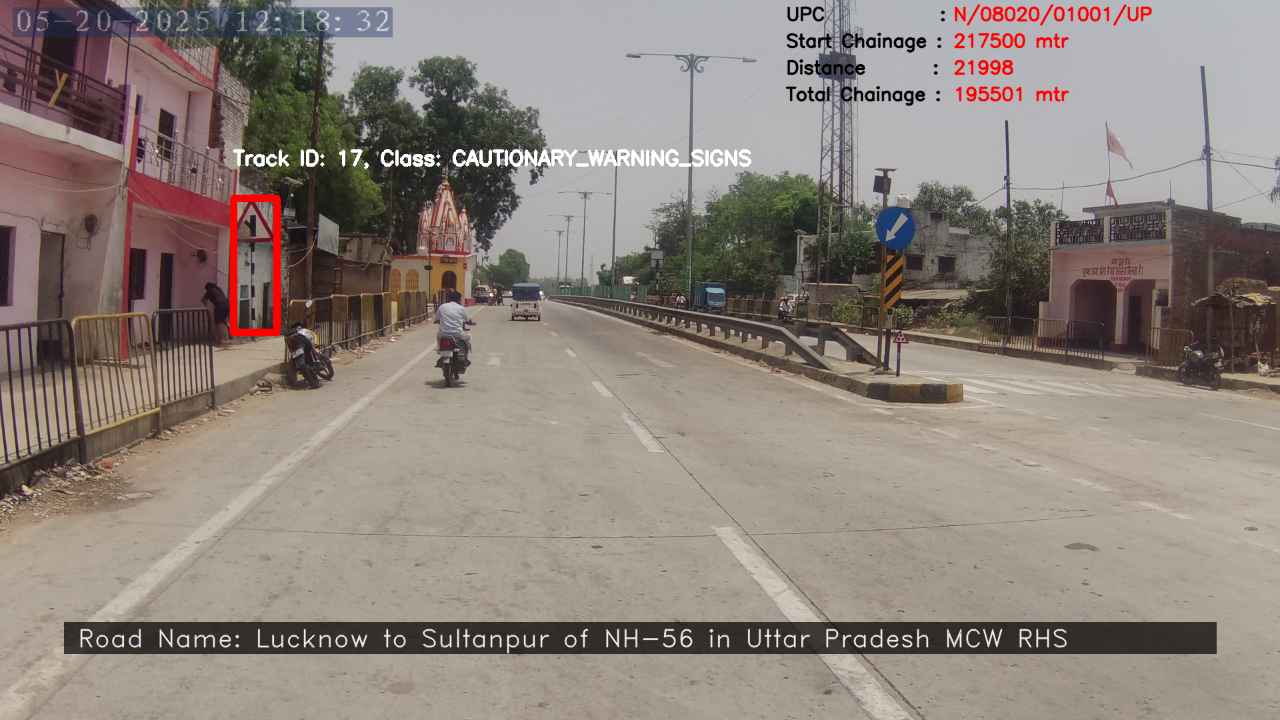 05-20-2025 12:18:32
UPC : N/08020/01001/UP
Start Chainage : 217500 mtr
Distance : 21998
Total Chainage : 195501 mtr
Track ID: 17, Class: CAUTIONARY_WARNING_SIGNS
Road Name: Lucknow to Sultanpur of NH-56 in Uttar Pradesh MCW RHS